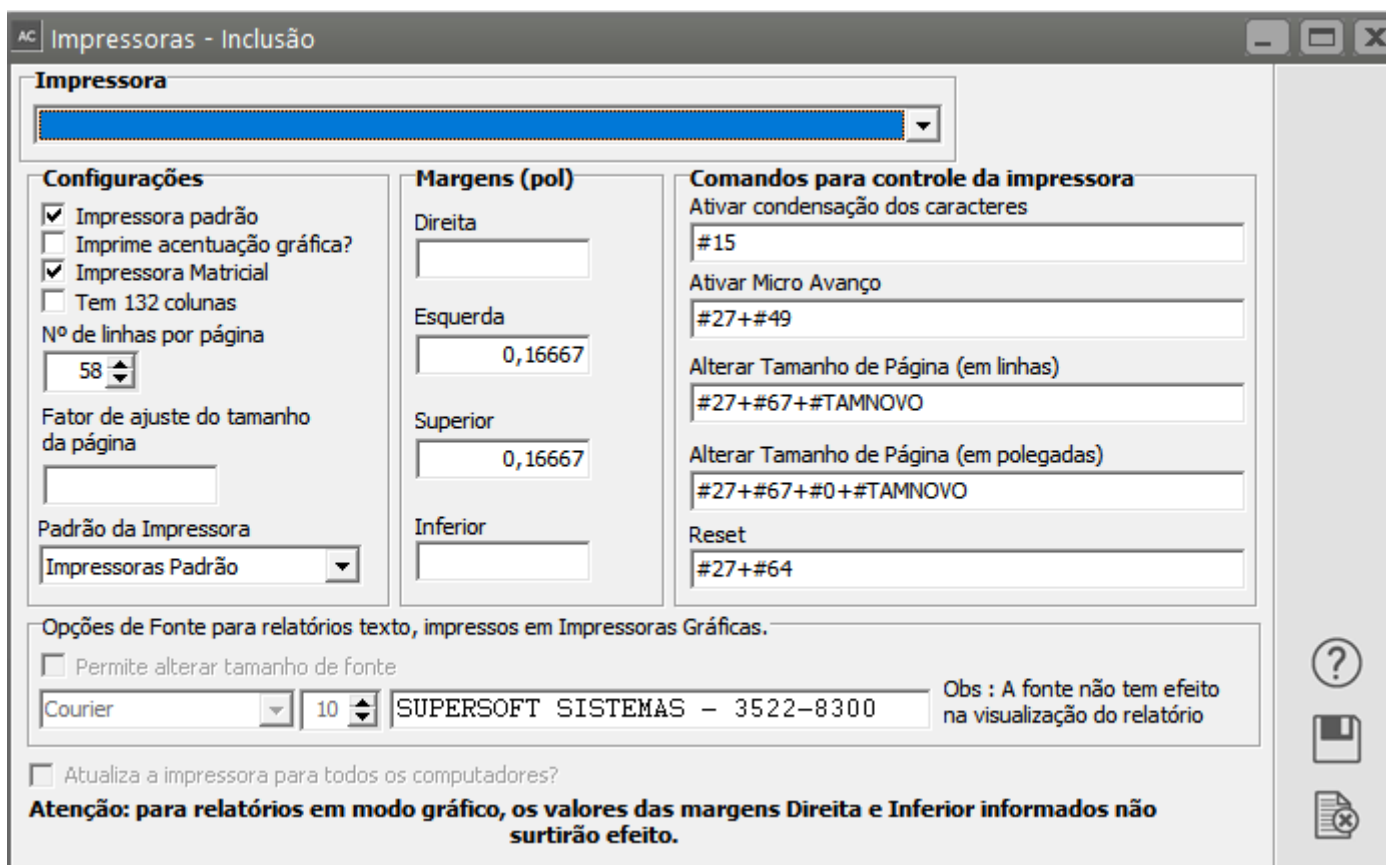 AC Impressoras - Inclusão
Impressora
Configurações
Impressora padrão
Imprime acentuação gráfica?
Impressora Matricial
Tem 132 colunas
Nº de linhas por página
58
Fator de ajuste do tamanho
da página
Padrão da Impressora
Impressoras Padrão
Margens (pol)
Direita
Esquerda
0,16667
Superior
0,16667
Inferior
Comandos para controle da impressora
Ativar condensação dos caracteres
#15
Ativar Micro Avanço
#27+#49
Alterar Tamanho de Página (em linhas)
#27+#67+#TAMNOVO
Alterar Tamanho de Página (em polegadas)
#27+#67+#0+#TAMNOVO
Reset
#27+#64
Opções de Fonte para relatórios texto, impressos em Impressoras Gráficas.
Permite alterar tamanho de fonte
Courier 10 SUPERSOFT SISTEMAS - 3522-8300
Obs : A fonte não tem efeito
na visualização do relatório
Atualiza a impressora para todos os computadores?
Atenção: para relatórios em modo gráfico, os valores das margens Direita e Inferior informados não
surtirão efeito.